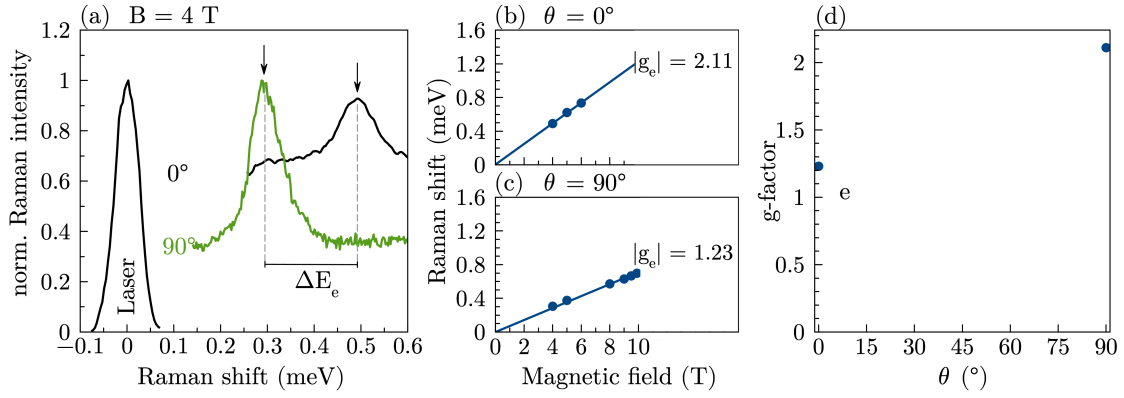 (a) B = 4 T
norm. Raman intensity
1.2
1
0.8
0.6
0.4
0.2
0
0°
90°
Laser
ΔEₑ
−0.1 0 0.1 0.2 0.3 0.4 0.5 0.6
Raman shift (meV)
(b) θ = 0°
Raman shift (meV)
1.6
1.2
0.8
0.4
0
|gₑ| = 2.11
(c) θ = 90°
1.6
1.2
0.8
0.4
0
|gₑ| = 1.23
0 2 4 6 8 10
Magnetic field (T)
(d)
g-factor
2
1.5
1
0.5
0
e
0 15 30 45 60 75 90
θ (°)